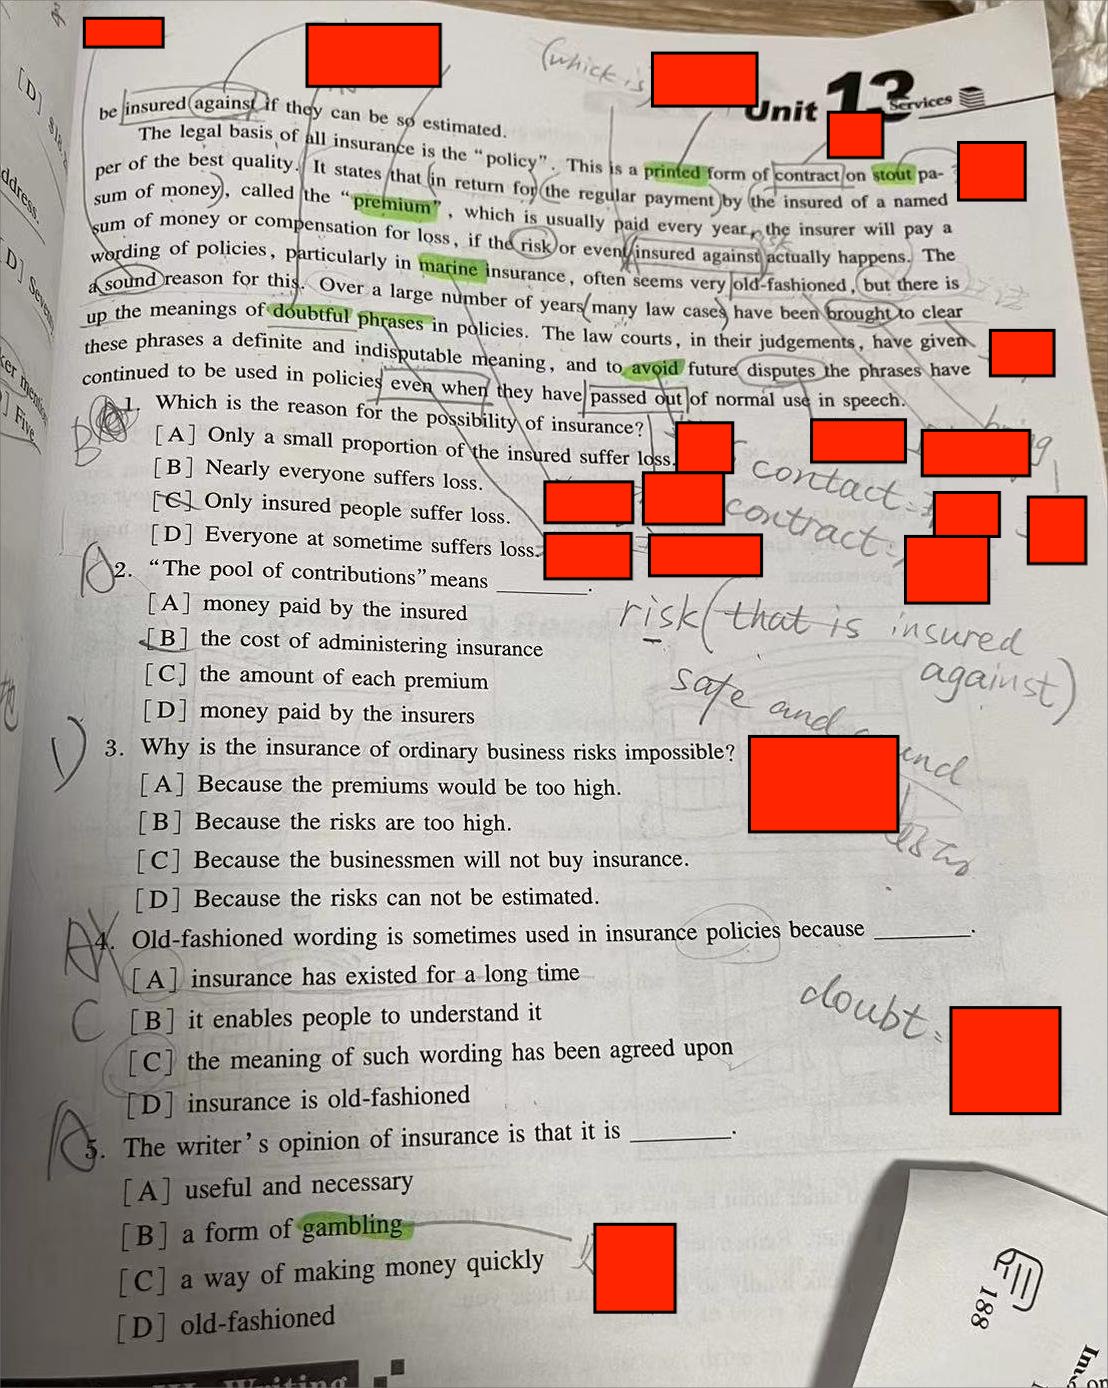 (which is
Unit 13 Services
be insured against if they can be so estimated.
The legal basis of all insurance is the “policy”. This is a printed form of contract on stout pa-
per of the best quality. It states that in return for the regular payment by the insured of a named
sum of money, called the “premium”, which is usually paid every year, the insurer will pay a
sum of money or compensation for loss, if the risk or event insured against actually happens. The
wording of policies, particularly in marine insurance, often seems very old-fashioned, but there is
a sound reason for this. Over a large number of years many law cases have been brought to clear
up the meanings of doubtful phrases in policies. The law courts, in their judgements, have given
these phrases a definite and indisputable meaning, and to avoid future disputes the phrases have
continued to be used in policies even when they have passed out of normal use in speech.
B 1. Which is the reason for the possibility of insurance?
[A] Only a small proportion of the insured suffer loss.
[B] Nearly everyone suffers loss.
[C] Only insured people suffer loss.
[D] Everyone at sometime suffers loss.
contact=
contract=
2. “The pool of contributions” means ________.
[A] money paid by the insured
[B] the cost of administering insurance
[C] the amount of each premium
[D] money paid by the insurers
risk (that is insured
against)
safe and
D 3. Why is the insurance of ordinary business risks impossible?
[A] Because the premiums would be too high.
[B] Because the risks are too high.
[C] Because the businessmen will not buy insurance.
[D] Because the risks can not be estimated.
A 4. Old-fashioned wording is sometimes used in insurance policies because ________.
[A] insurance has existed for a long time
C [B] it enables people to understand it
[C] the meaning of such wording has been agreed upon
[D] insurance is old-fashioned
doubt=
5. The writer’s opinion of insurance is that it is ________.
[A] useful and necessary
[B] a form of gambling
[C] a way of making money quickly
[D] old-fashioned
188
Writing